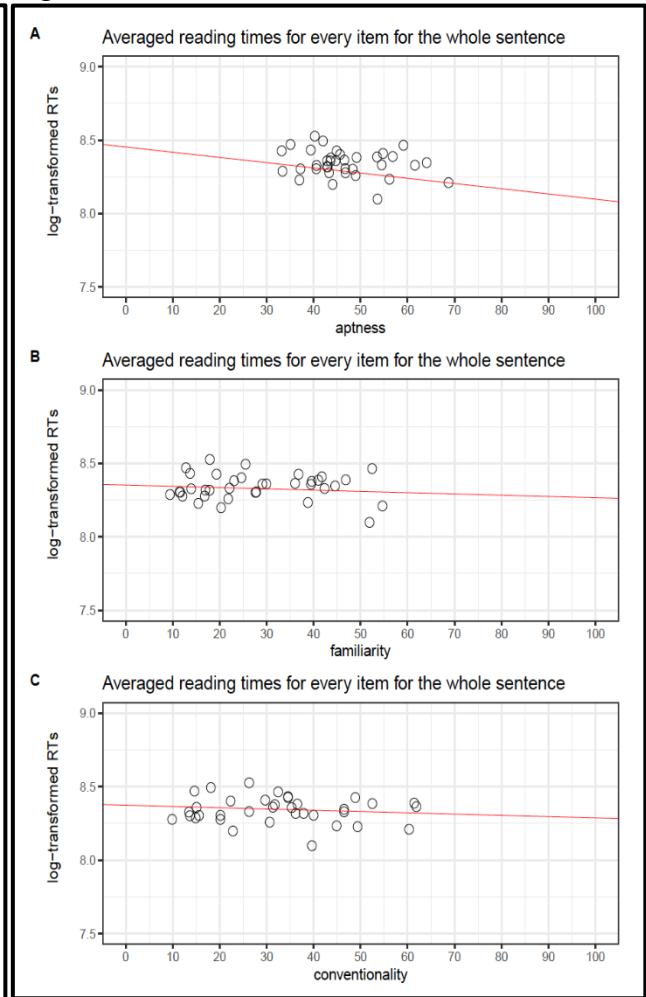 A
Averaged reading times for every item for the whole sentence
log−transformed RTs
9.0
8.5
8.0
7.5
0 10 20 30 40 50 60 70 80 90 100
aptness
B
Averaged reading times for every item for the whole sentence
log−transformed RTs
9.0
8.5
8.0
7.5
0 10 20 30 40 50 60 70 80 90 100
familiarity
C
Averaged reading times for every item for the whole sentence
log−transformed RTs
9.0
8.5
8.0
7.5
0 10 20 30 40 50 60 70 80 90 100
conventionality